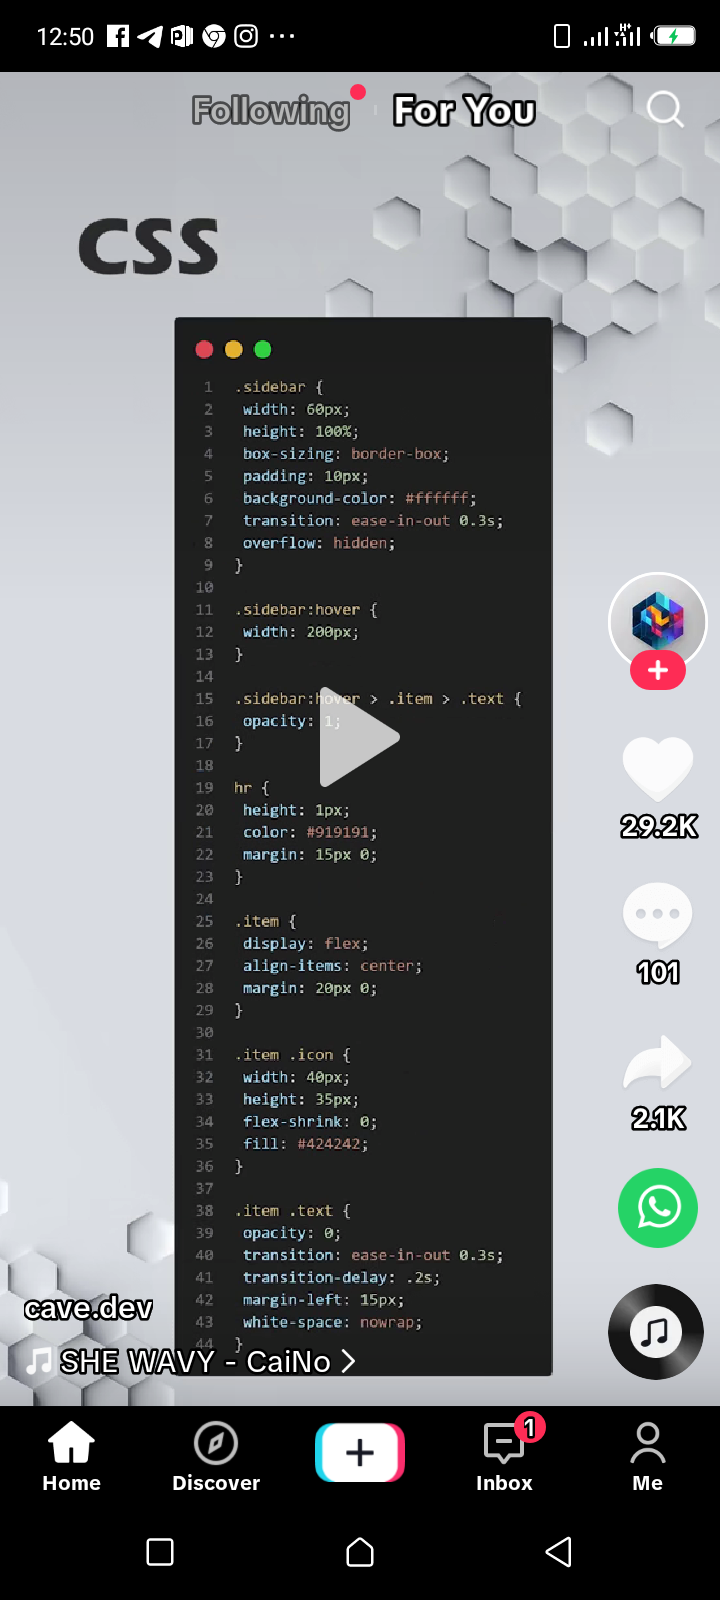 12:50
Following For You
CSS
1 .sidebar {
2 width: 60px;
3 height: 100%;
4 box-sizing: border-box;
5 padding: 10px;
6 background-color: #ffffff;
7 transition: ease-in-out 0.3s;
8 overflow: hidden;
9 }
10
11 .sidebar:hover {
12 width: 200px;
13 }
14
15 .sidebar:hover > .item > .text {
16 opacity: 1;
17 }
18
19 hr {
20 height: 1px;
21 color: #919191;
22 margin: 15px 0;
23 }
24
25 .item {
26 display: flex;
27 align-items: center;
28 margin: 20px 0;
29 }
30
31 .item .icon {
32 width: 40px;
33 height: 35px;
34 flex-shrink: 0;
35 fill: #424242;
36 }
37
38 .item .text {
39 opacity: 0;
40 transition: ease-in-out 0.3s;
41 transition-delay: .2s;
42 margin-left: 15px;
43 white-space: nowrap;
44 }
29.2K
101
2.1K
cave.dev
SHE WAVY - CaiNo
1
Home Discover Inbox Me